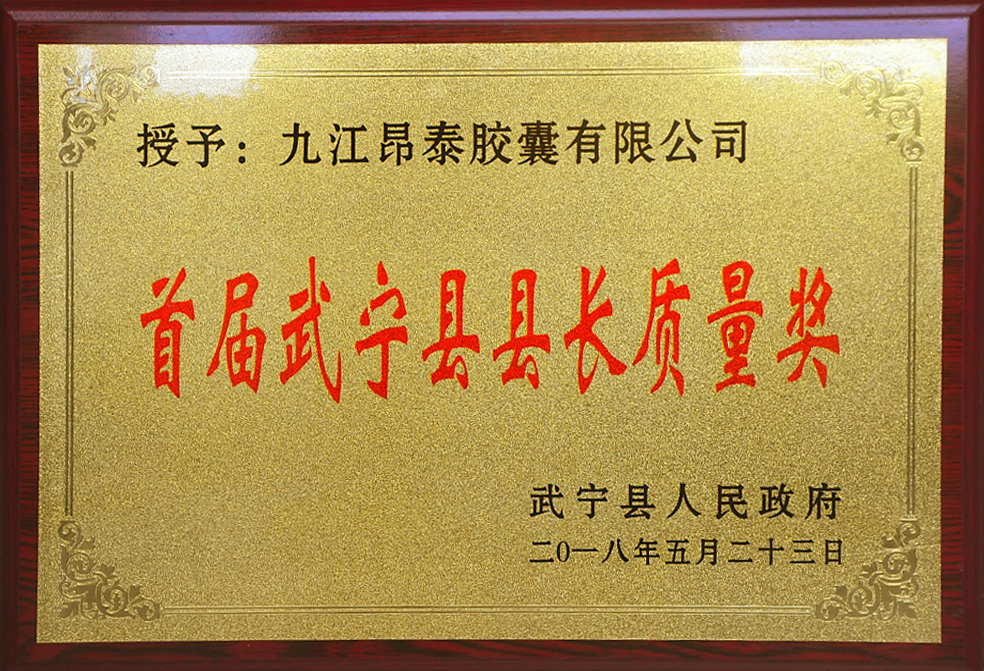 授予：九江昂泰胶囊有限公司
首届武宁县县长质量奖
武宁县人民政府
二0一八年五月二十三日